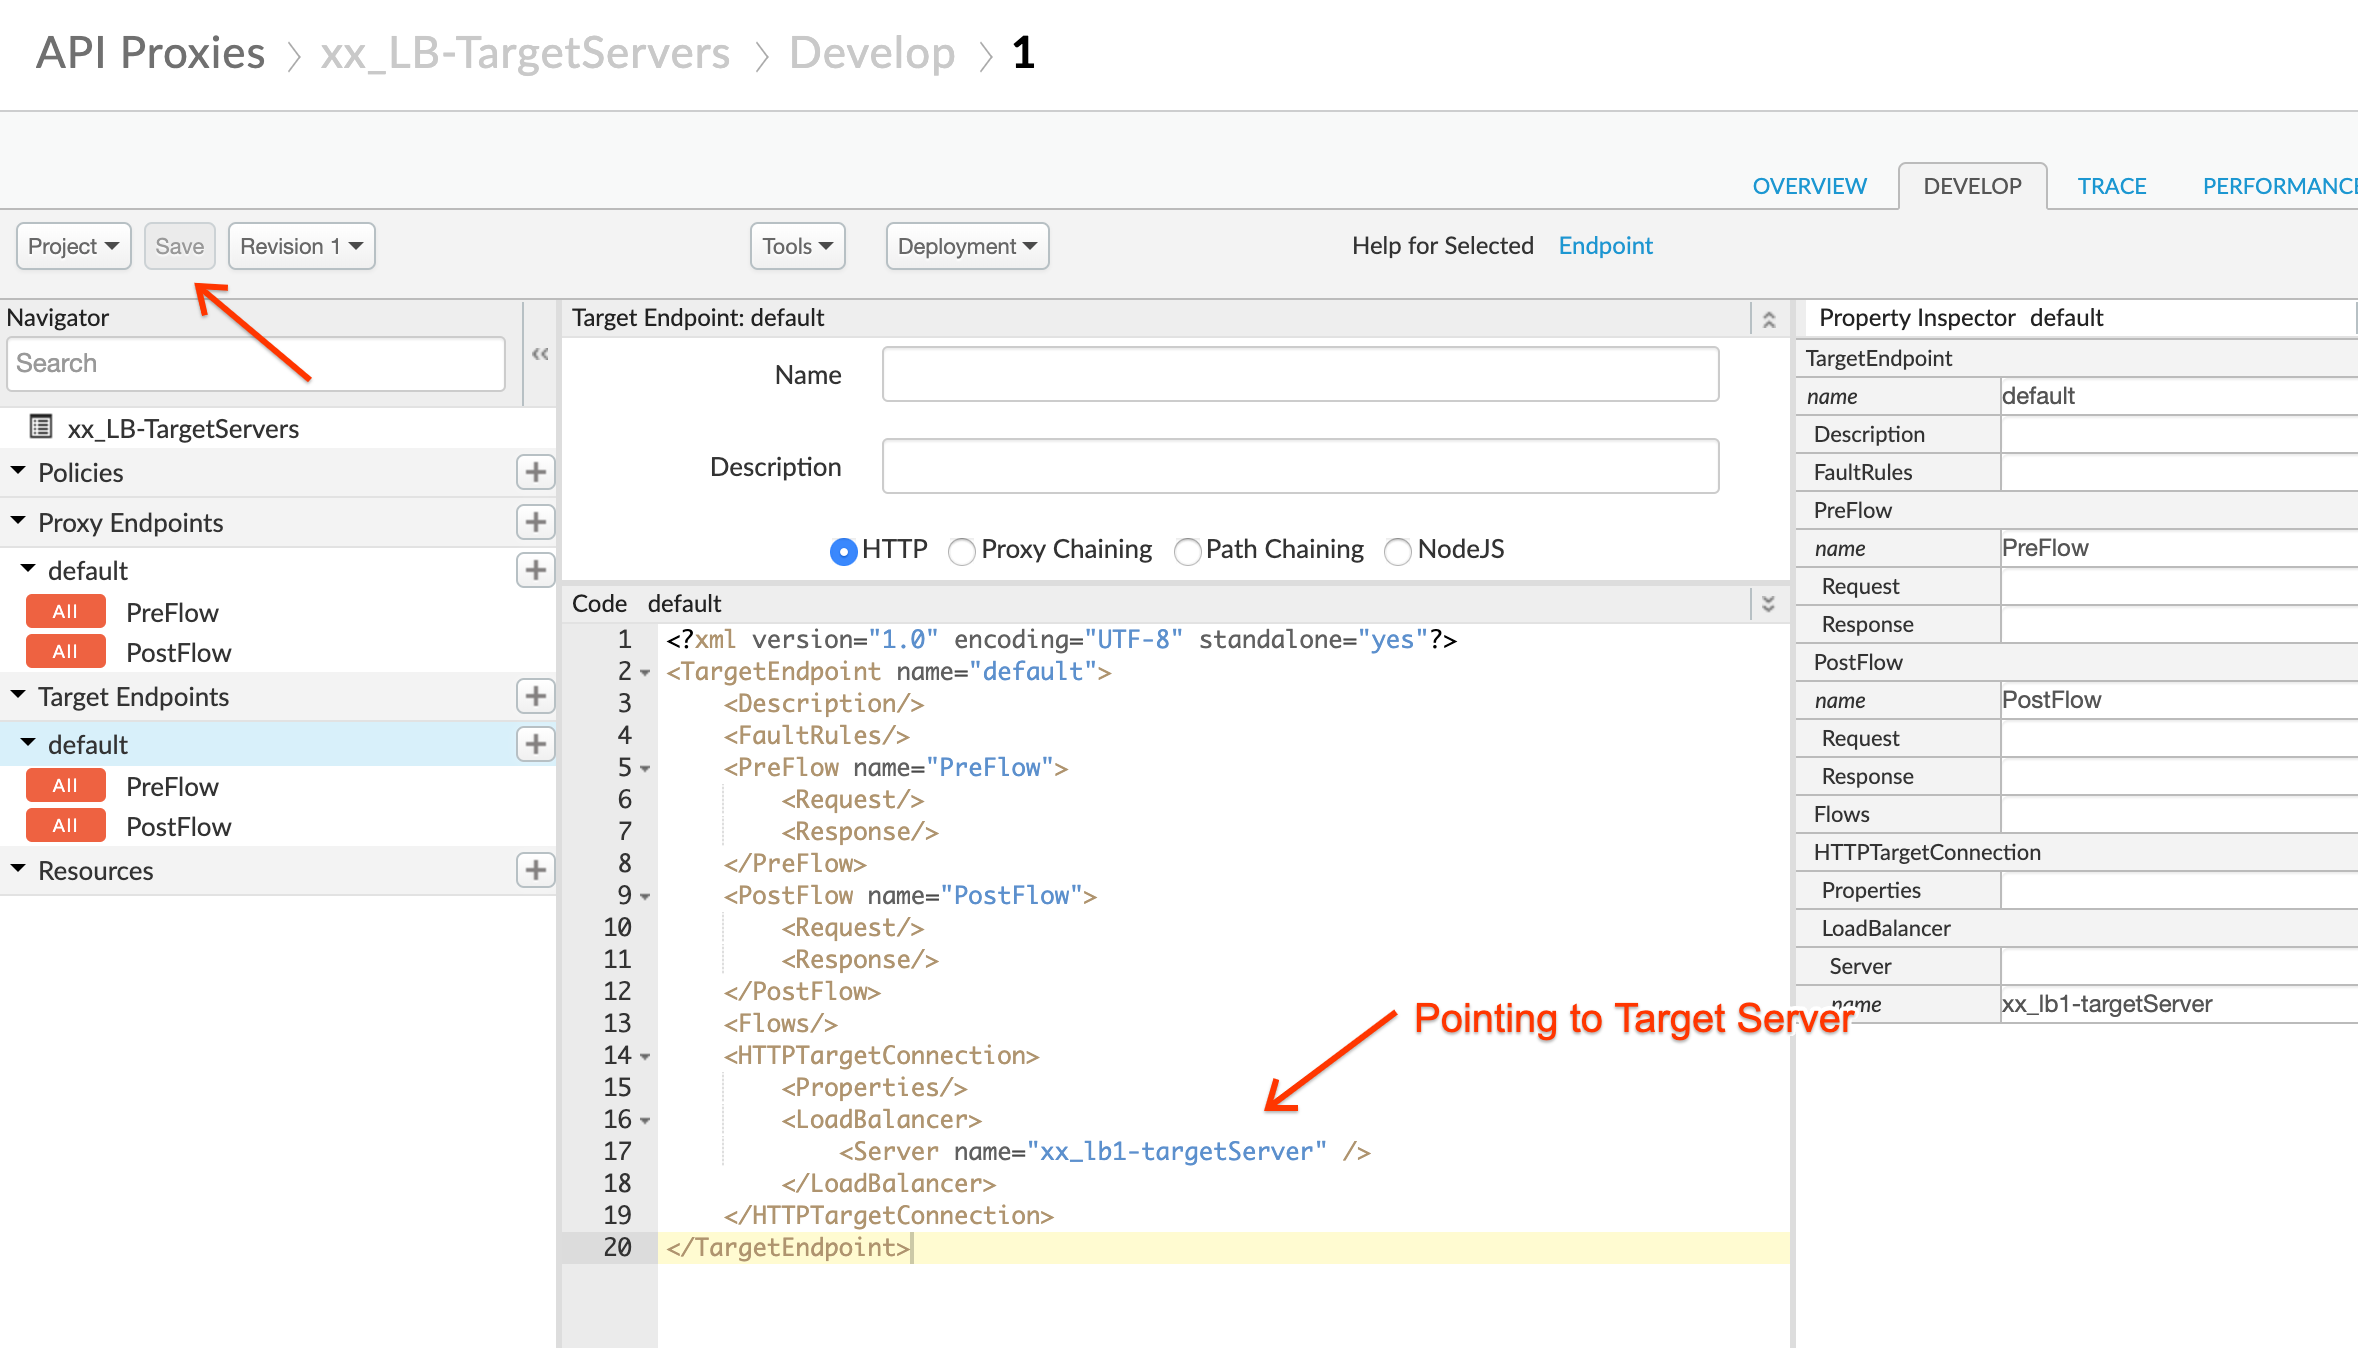 API Proxies > xx_LB-TargetServers > Develop > 1
OVERVIEW DEVELOP TRACE PERFORMANCE
Project Save Revision 1 Tools Deployment Help for Selected Endpoint
Navigator
Search
xx_LB-TargetServers
Policies
Proxy Endpoints
default
All PreFlow
All PostFlow
Target Endpoints
default
All PreFlow
All PostFlow
Resources
Target Endpoint: default
Name
Description
HTTP Proxy Chaining Path Chaining NodeJS
Code default
1 <?xml version="1.0" encoding="UTF-8" standalone="yes"?>
2 <TargetEndpoint name="default">
3 <Description/>
4 <FaultRules/>
5 <PreFlow name="PreFlow">
6 <Request/>
7 <Response/>
8 </PreFlow>
9 <PostFlow name="PostFlow">
10 <Request/>
11 <Response/>
12 </PostFlow>
13 <Flows/>
14 <HTTPTargetConnection>
15 <Properties/>
16 <LoadBalancer>
17 <Server name="xx_lb1-targetServer" />
18 </LoadBalancer>
19 </HTTPTargetConnection>
20 </TargetEndpoint>
Pointing to Target Server
Property Inspector default
TargetEndpoint
name default
Description
FaultRules
PreFlow
name PreFlow
Request
Response
PostFlow
name PostFlow
Request
Response
Flows
HTTPTargetConnection
Properties
LoadBalancer
Server
name xx_lb1-targetServer